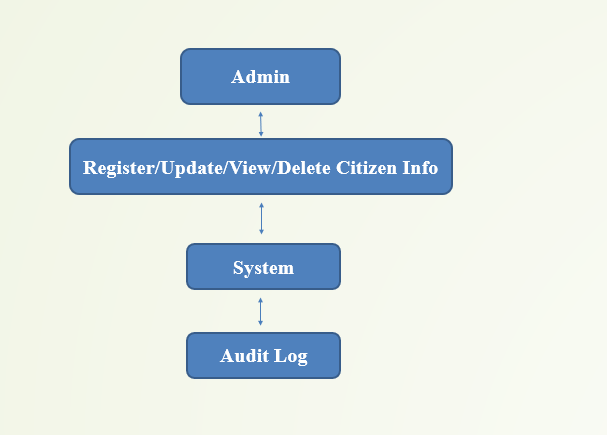 Admin
Register/Update/View/Delete Citizen Info
System
Audit Log